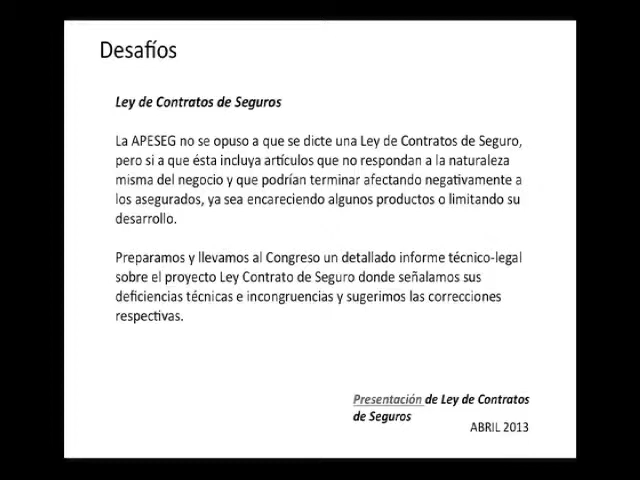 Desafíos
Ley de Contratos de Seguros
La APESEG no se opuso a que se dicte una Ley de Contratos de Seguro,
pero si a que ésta incluya artículos que no respondan a la naturaleza
misma del negocio y que podrían terminar afectando negativamente a
los asegurados, ya sea encareciendo algunos productos o limitando su
desarrollo.
Preparamos y llevamos al Congreso un detallado informe técnico-legal
sobre el proyecto Ley Contrato de Seguro donde señalamos sus
deficiencias técnicas e incongruencias y sugerimos las correcciones
respectivas.
Presentación de Ley de Contratos
de Seguros
ABRIL 2013